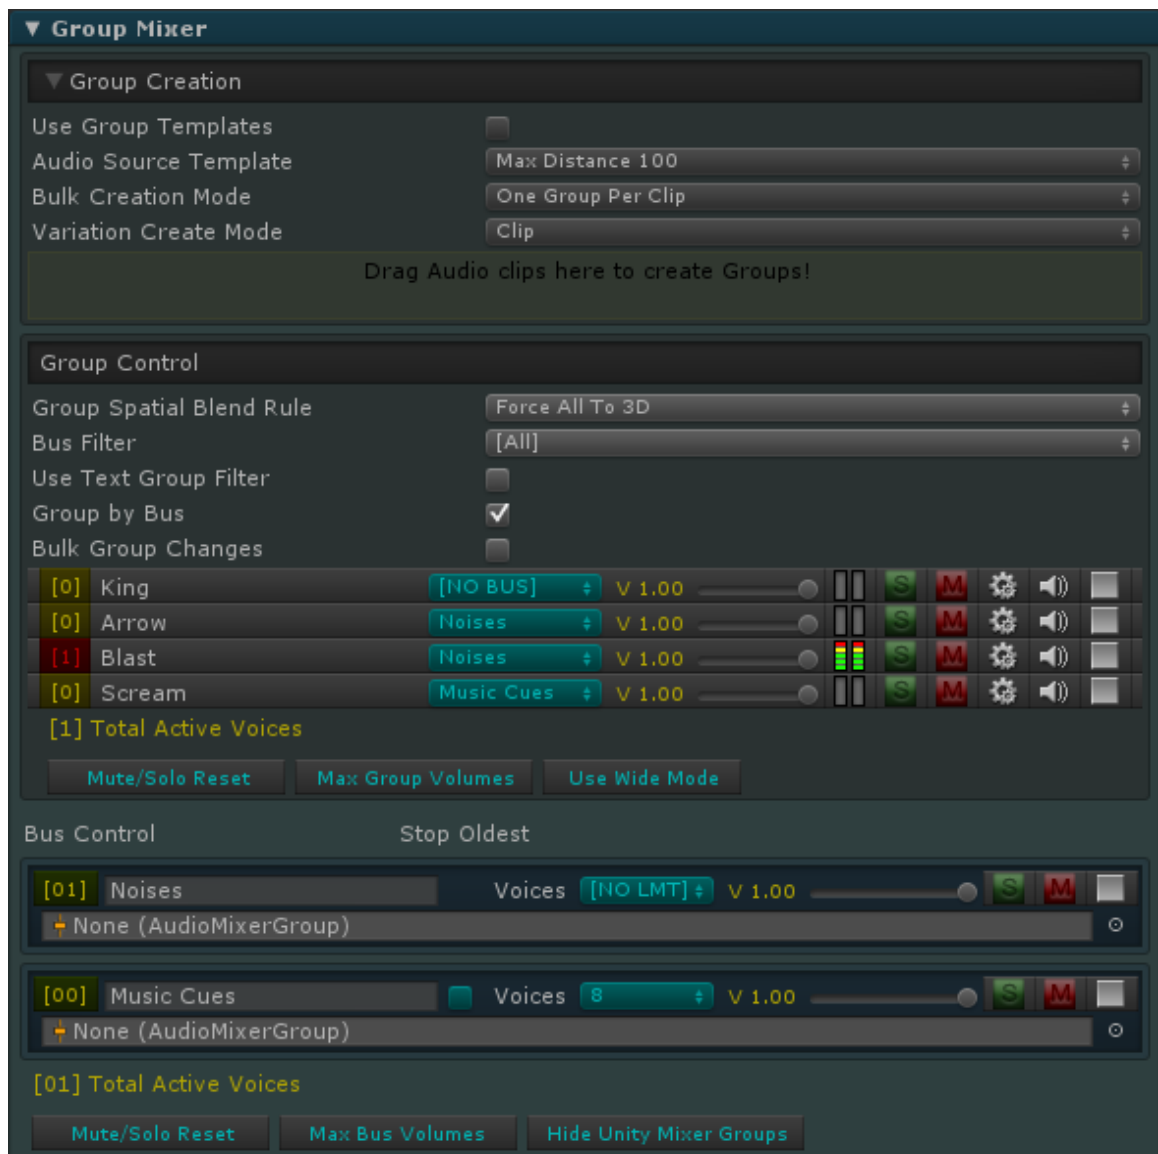 ▼ Group Mixer
▼ Group Creation
Use Group Templates
Audio Source Template Max Distance 100
Bulk Creation Mode One Group Per Clip
Variation Create Mode Clip
Drag Audio clips here to create Groups!
Group Control
Group Spatial Blend Rule Force All To 3D
Bus Filter [All]
Use Text Group Filter
Group by Bus
Bulk Group Changes
[0] King [NO BUS] V 1.00 S M
[0] Arrow Noises V 1.00 S M
[1] Blast Noises V 1.00 S M
[0] Scream Music Cues V 1.00 S M
[1] Total Active Voices
Mute/Solo Reset Max Group Volumes Use Wide Mode
Bus Control Stop Oldest
[01] Noises Voices [NO LMT] V 1.00 S M
None (AudioMixerGroup)
[00] Music Cues Voices 8 V 1.00 S M
None (AudioMixerGroup)
[01] Total Active Voices
Mute/Solo Reset Max Bus Volumes Hide Unity Mixer Groups